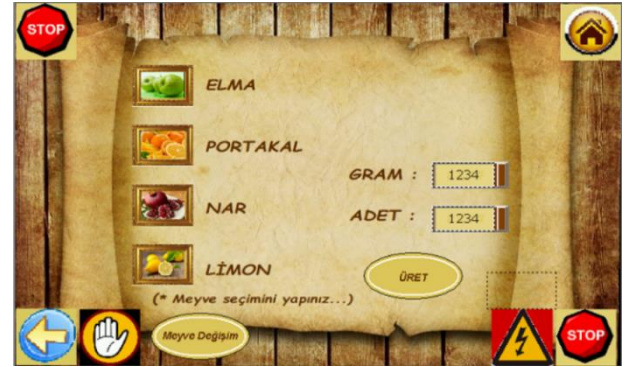 STOP
ELMA
PORTAKAL
GRAM : 1234
NAR
ADET : 1234
LİMON
ÜRET
(* Meyve seçimini yapınız...)
Meyve Değişim
STOP